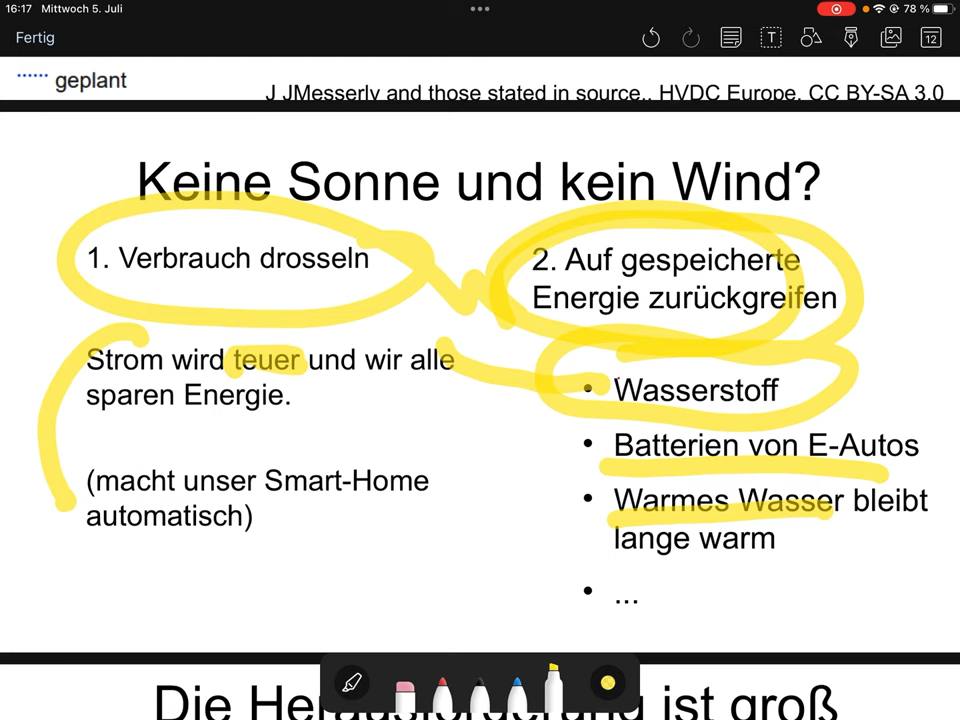 16:17 Mittwoch 5. Juli
78 %
Fertig
T
12
geplant
J JMesserly and those stated in source., HVDC Europe, CC BY-SA 3.0
Keine Sonne und kein Wind?
1. Verbrauch drosseln
Strom wird teuer und wir alle
sparen Energie.
(macht unser Smart-Home
automatisch)
2. Auf gespeicherte
Energie zurückgreifen
• Wasserstoff
• Batterien von E-Autos
• Warmes Wasser bleibt
lange warm
• ...
Die Herausforderung ist groß